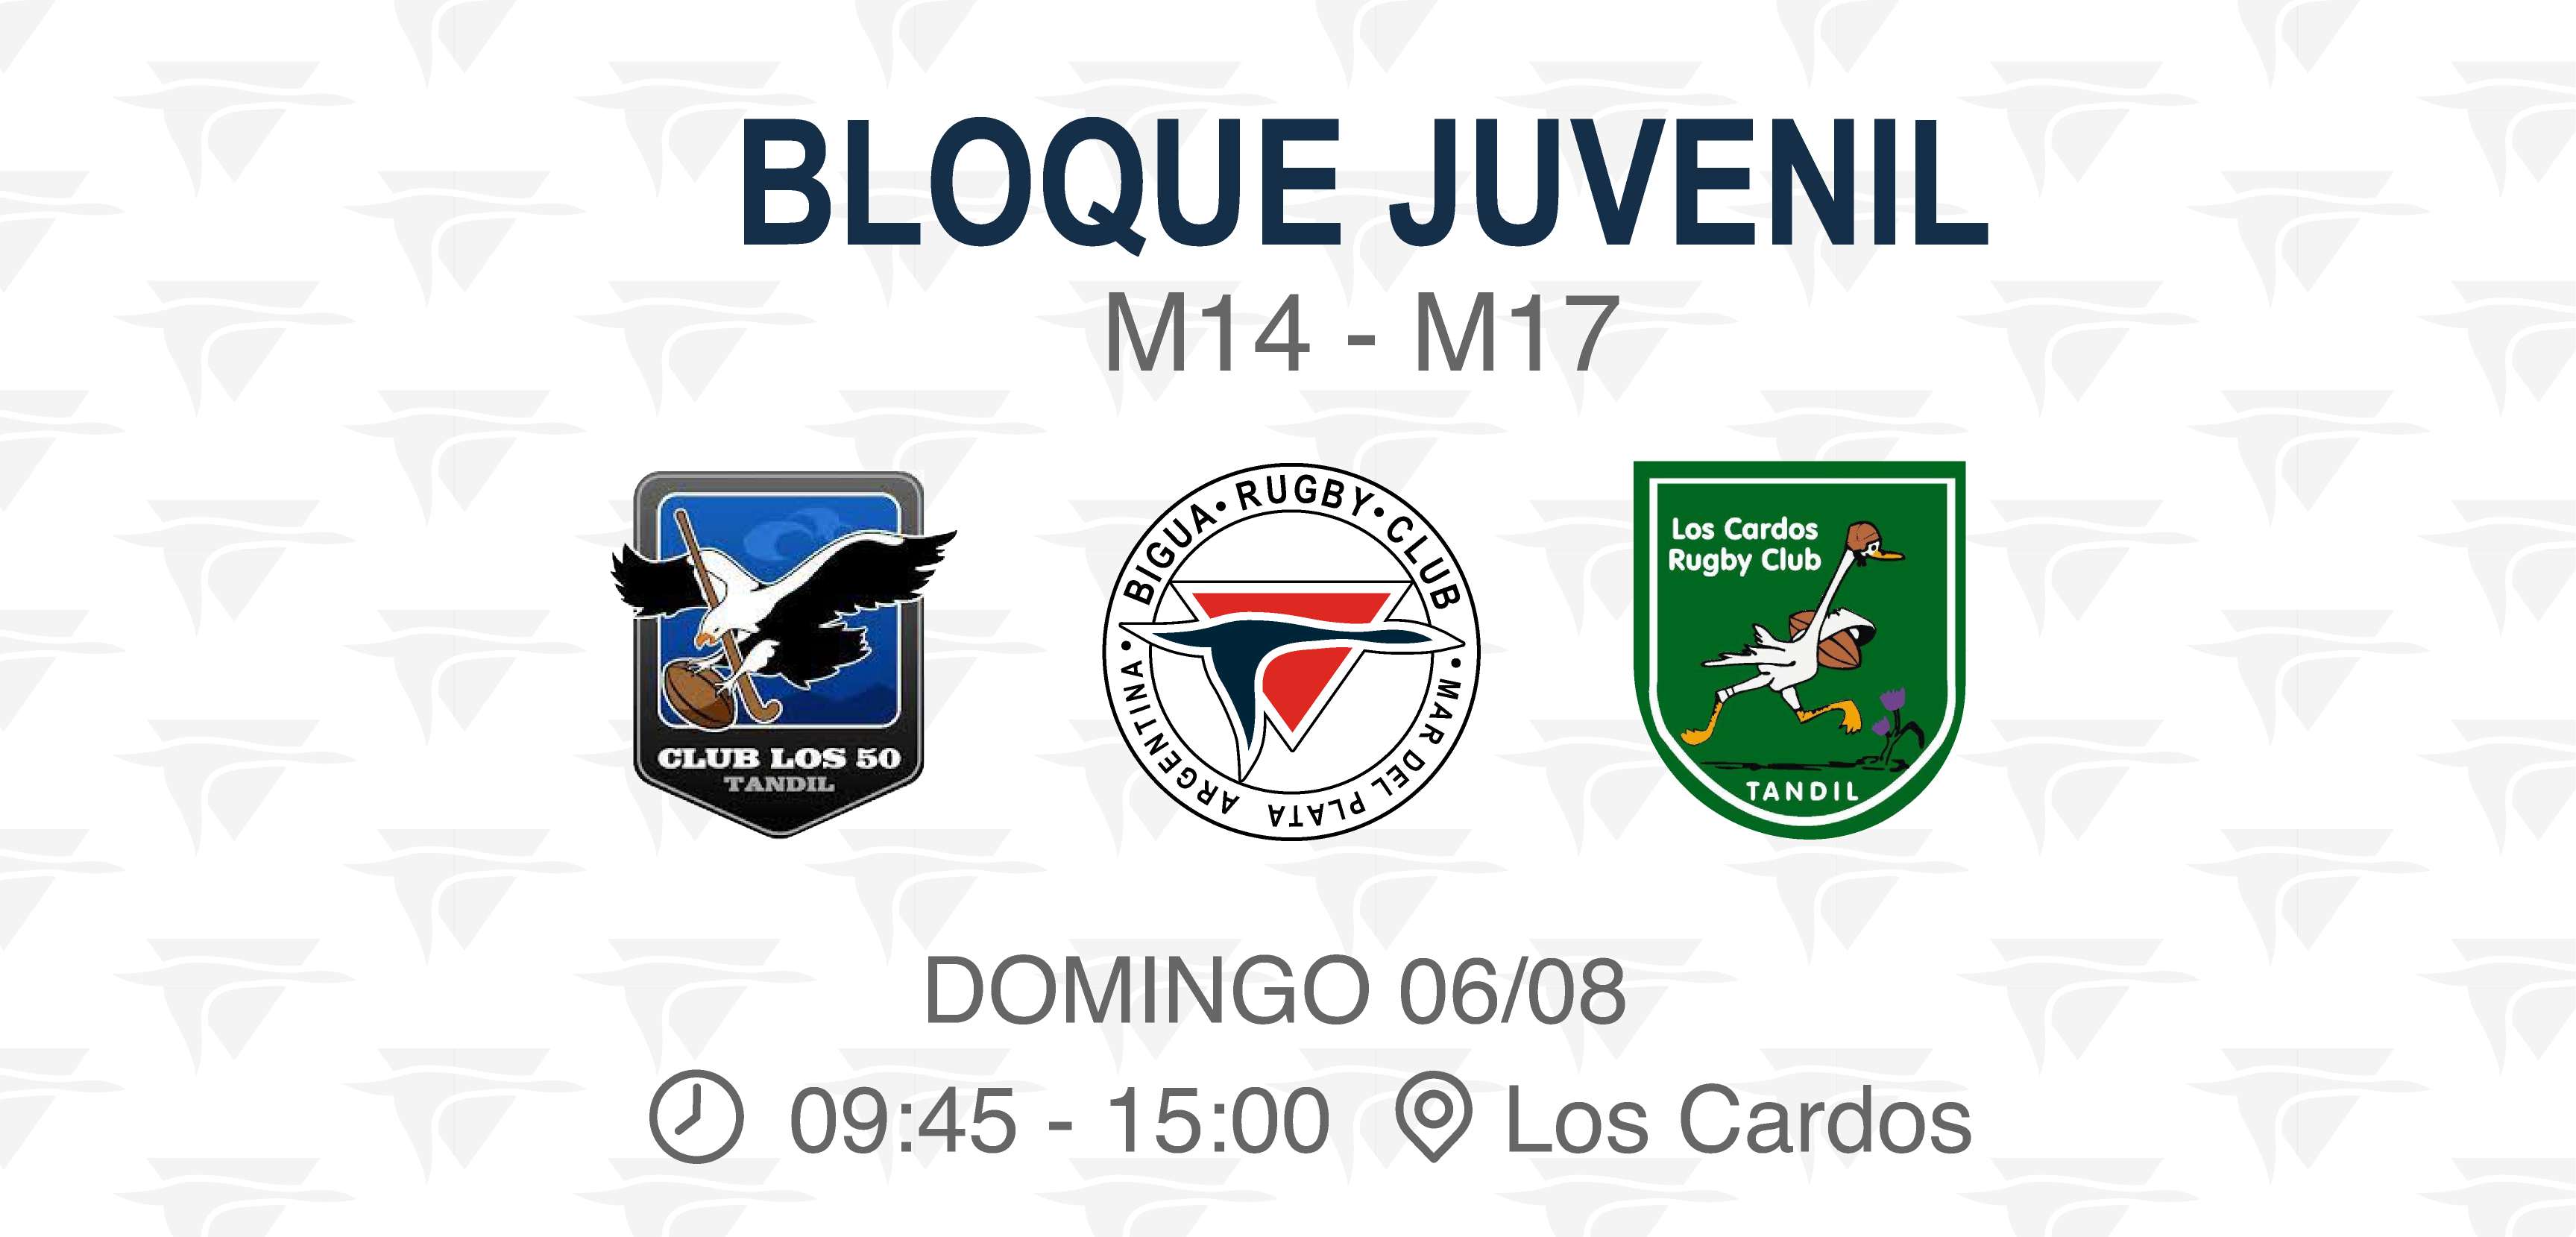 BLOQUE JUVENIL
M14 - M17
CLUB LOS 50
TANDIL
BIGUA • RUGBY • CLUB • MAR DEL PLATA ARGENTINA •
Los Cardos
Rugby Club
TANDIL
DOMINGO 06/08
09:45 - 15:00 Los Cardos